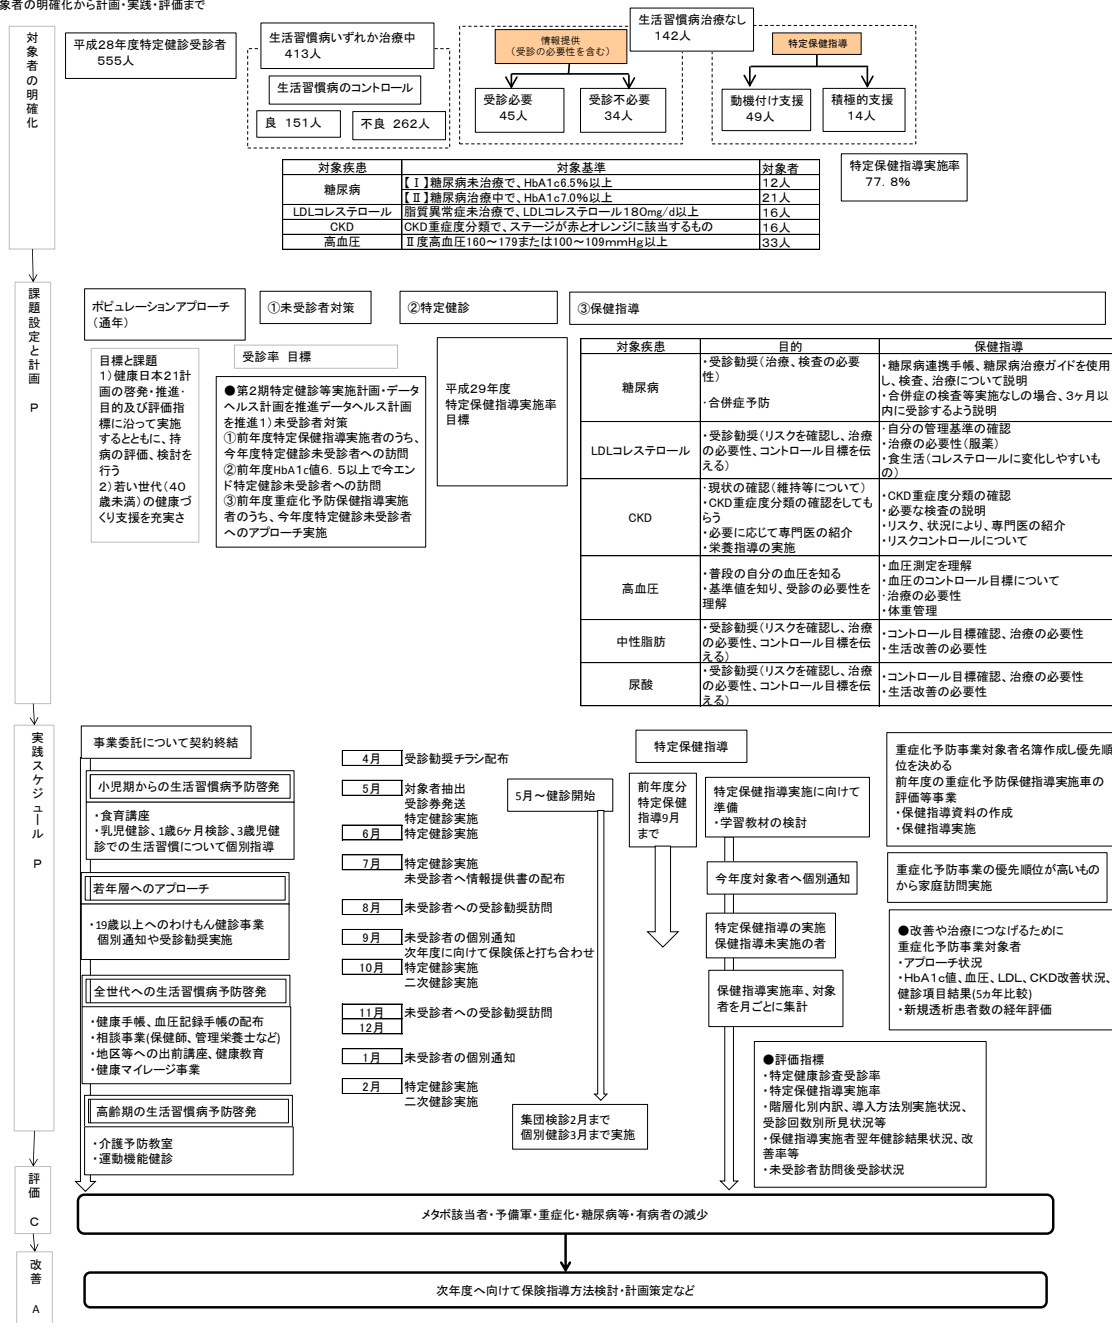 象者の明確化から計画・実践・評価まで
対象者の明確化
平成28年度特定健診受診者
555人
生活習慣病いずれか治療中
413人
生活習慣病のコントロール
良 151人
不良 262人
生活習慣病治療なし
142人
情報提供
(受診の必要性を含む)
受診必要
45人
受診不必要
34人
特定保健指導
動機付け支援
49人
積極的支援
14人
特定保健指導実施率
77.8%
対象疾患 対象基準 対象者
糖尿病 【Ⅰ】糖尿病未治療で、HbA1c6.5%以上 12人
【Ⅱ】糖尿病治療中で、HbA1c7.0%以上 21人
LDLコレステロール 脂質異常症未治療で、LDLコレステロール180mg/d以上 16人
CKD CKD重症度分類で、ステージが赤とオレンジに該当するもの 16人
高血圧 Ⅱ度高血圧160~179または100~109mmHg以上 33人
課題設定と計画 P
ポピュレーションアプローチ
(通年)
①未受診者対策
②特定健診
③保健指導
目標と課題
1)健康日本21計
画の啓発・推進・
目的及び評価指
標に沿って実施
するとともに、持
病の評価、検討を
行う
2)若い世代(40
歳未満)の健康づ
くり支援を充実さ
受診率 目標
●第2期特定健診等実施計画・データ
ヘルス計画を推進データヘルス計画
を推進1)未受診者対策
①前年度特定保健指導実施者のうち、
今年度特定健診未受診者への訪問
②前年度HbA1c値6.5以上で今エン
ド特定健診未受診者への訪問
③前年度重症化予防保健指導実施
者のうち、今年度特定健診未受診者
へのアプローチ実施
平成29年度
特定保健指導実施率
目標
対象疾患 目的 保健指導
糖尿病
・受診勧奨(治療、検査の必要
性)
・合併症予防
・糖尿病連携手帳、糖尿病治療ガイドを使用
し、検査、治療について説明
・合併症の検査等実施なしの場合、3ヶ月以
内に受診するよう説明
LDLコレステロール
・受診勧奨(リスクを確認し、治療
の必要性、コントロール目標を伝
える)
・自分の管理基準の確認
・治療の必要性(服薬)
・食生活(コレステロールに変化しやすいも
の)
CKD
・現状の確認(維持等について)
・CKD重症度分類の確認をしても
らう
・必要に応じて専門医の紹介
・栄養指導の実施
・CKD重症度分類の確認
・必要な検査の説明
・リスク、状況により、専門医の紹介
・リスクコントロールについて
高血圧
・普段の自分の血圧を知る
・基準値を知り、受診の必要性を
理解
・血圧測定を理解
・血圧のコントロール目標について
・治療の必要性
・体重管理
中性脂肪
・受診勧奨(リスクを確認し、治療
の必要性、コントロール目標を伝
える)
・コントロール目標確認、治療の必要性
・生活改善の必要性
尿酸
・受診勧奨(リスクを確認し、治療
の必要性、コントロール目標を伝
える)
・コントロール目標確認、治療の必要性
・生活改善の必要性
実践スケジュール P
事業委託について契約終結
小児期からの生活習慣病予防啓発
・食育講座
・乳児健診、1歳6ヶ月検診、3歳児健
診での生活習慣について個別指導
若年層へのアプローチ
・19歳以上へのわけもん健診事業
個別通知や受診勧奨実施
全世代への生活習慣病予防啓発
・健康手帳、血圧記録手帳の配布
・相談事業(保健師、管理栄養士など)
・地区等への出前講座、健康教育
・健康マイレージ事業
高齢期の生活習慣病予防啓発
・介護予防教室
・運動機能健診
4月 受診勧奨チラシ配布
5月 対象者抽出
受診券発送
特定健診実施
6月 特定健診実施
7月 特定健診実施
未受診者へ情報提供書の配布
8月 未受診者への受診勧奨訪問
9月 未受診者の個別通知
次年度に向けて保険係と打ち合わせ
10月 特定健診実施
二次健診実施
11月 未受診者への受診勧奨訪問
12月
1月 未受診者の個別通知
2月 特定健診実施
二次健診実施
5月~健診開始
集団検診2月まで
個別健診3月まで実施
特定保健指導
前年度分
特定保健
指導9月
まで
特定保健指導実施に向けて
準備
・学習教材の検討
今年度対象者へ個別通知
特定保健指導の実施
保健指導未実施の者
保健指導実施率、対象
者を月ごとに集計
●評価指標
・特定健康診査受診率
・特定保健指導実施率
・階層化別内訳、導入方法別実施状況、
受診回数別所見状況等
・保健指導実施者翌年健診結果状況、改
善率等
・未受診者訪問後受診状況
重症化予防事業対象者名簿作成し優先順
位を決める
前年度の重症化予防保健指導実施車の
評価等事業
・保健指導資料の作成
・保健指導実施
重症化予防事業の優先順位が高いもの
から家庭訪問実施
●改善や治療につなげるために
重症化予防事業対象者
・アプローチ状況
・HbA1c値、血圧、LDL、CKD改善状況、
健診項目結果(5ヵ年比較)
・新規透析患者数の経年評価
評価 C
メタボ該当者・予備軍・重症化・糖尿病等・有病者の減少
改善 A
次年度へ向けて保険指導方法検討・計画策定など